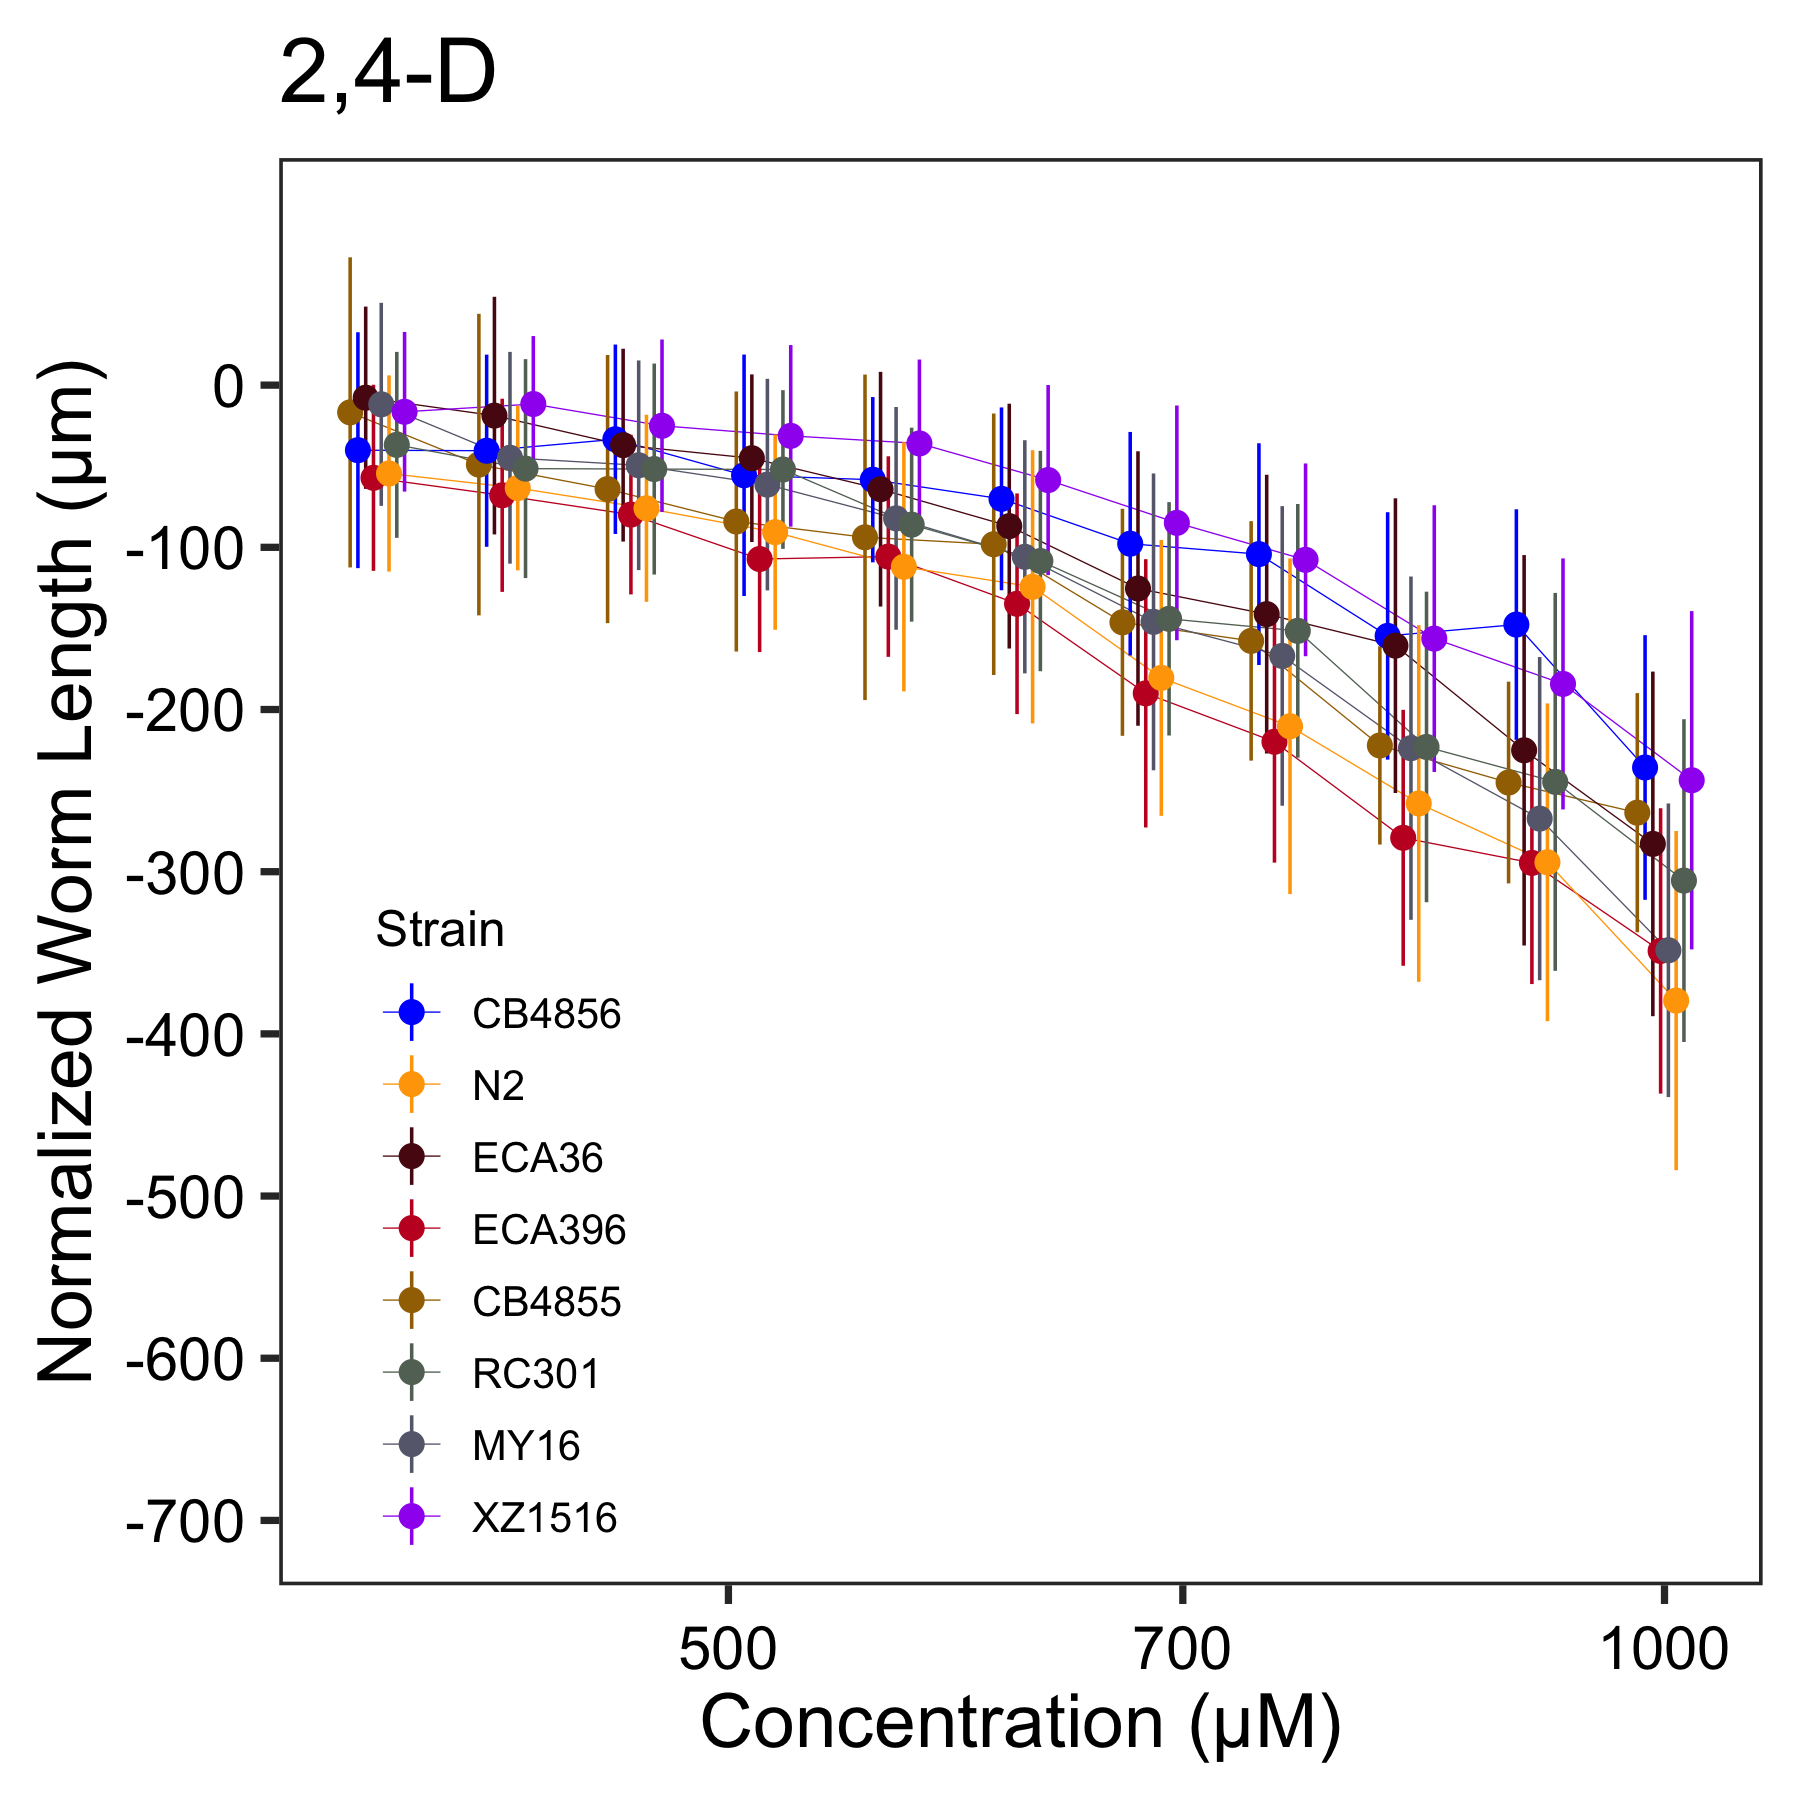 2,4-D
Normalized Worm Length (µm)
0
-100
-200
-300
-400
-500
-600
-700
Strain
CB4856
N2
ECA36
ECA396
CB4855
RC301
MY16
XZ1516
500
700
1000
Concentration (µM)